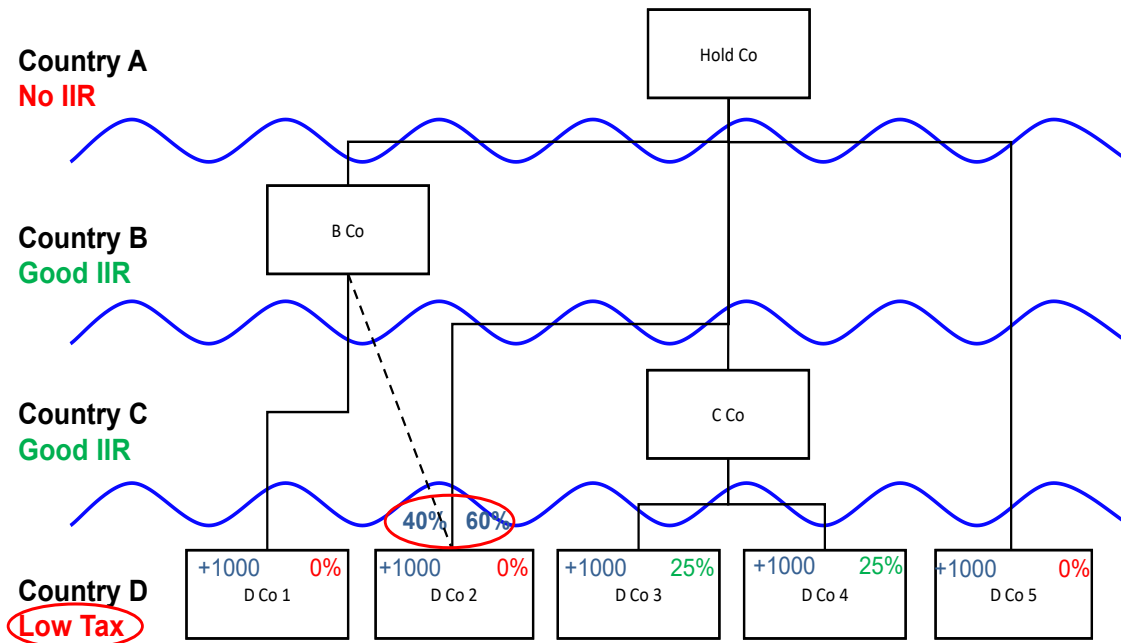 Country A
No IIR
Hold Co
Country B
Good IIR
B Co
Country C
Good IIR
C Co
40% 60%
Country D
Low Tax
+1000 0%
D Co 1
+1000 0%
D Co 2
+1000 25%
D Co 3
+1000 25%
D Co 4
+1000 0%
D Co 5